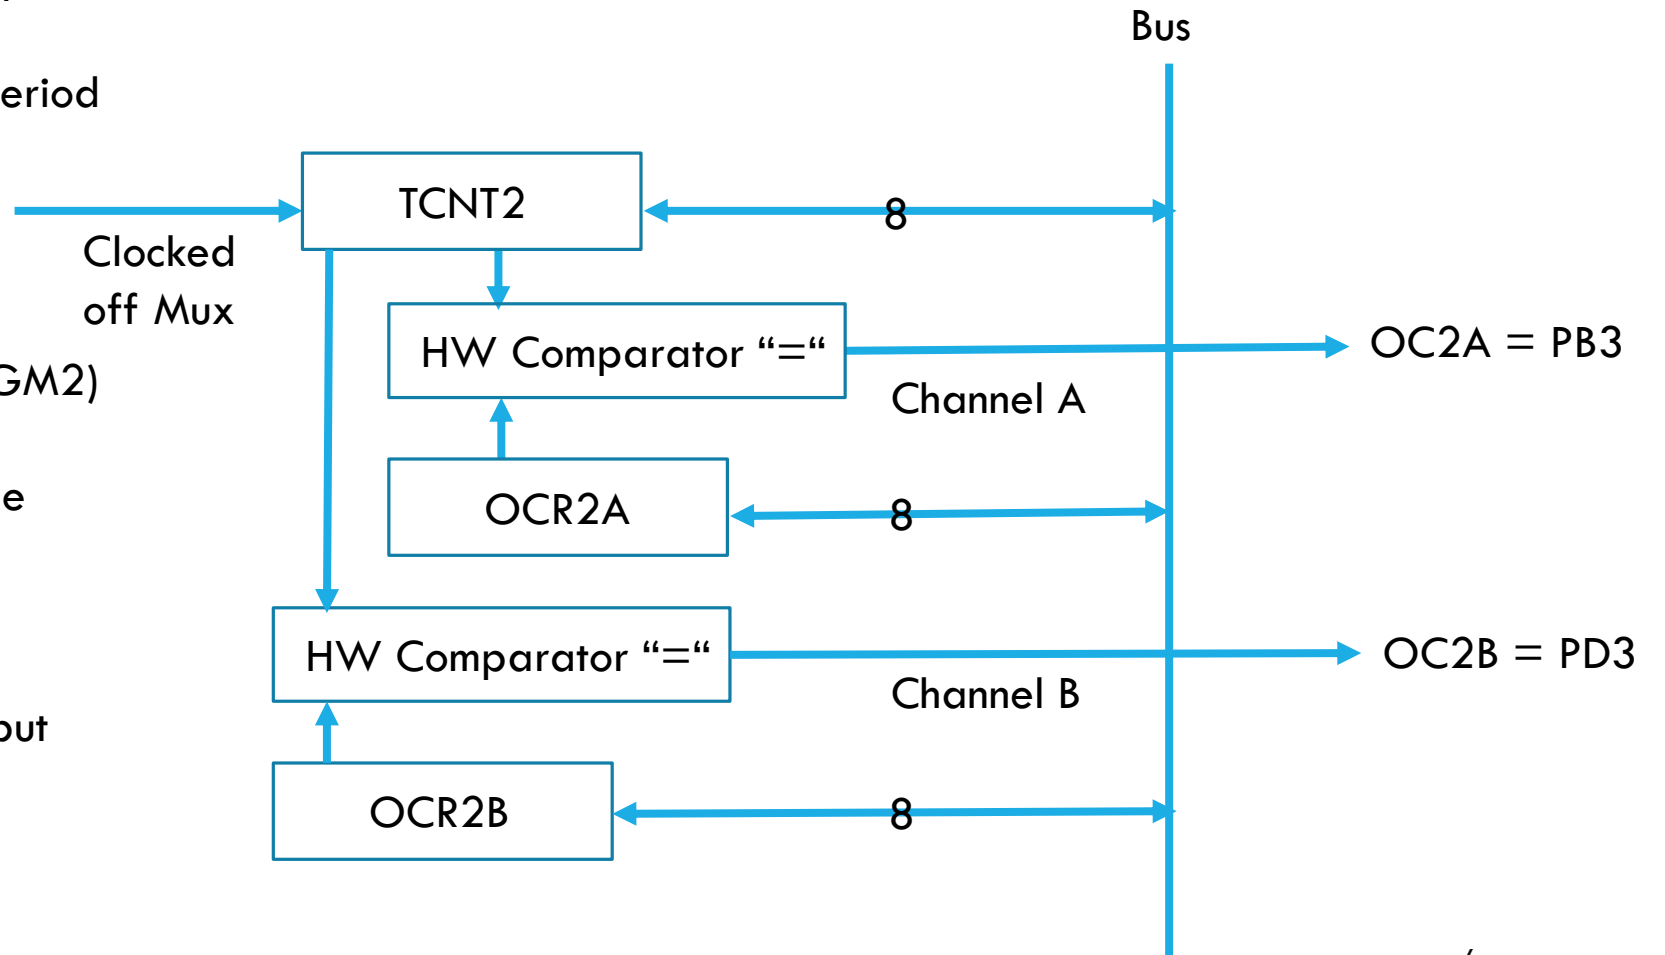 Bus
eriod
TCNT2
8
Clocked
off Mux
HW Comparator “=“
OC2A = PB3
GM2)
Channel A
e
OCR2A
8
HW Comparator “=“
OC2B = PD3
Channel B
out
OCR2B
8